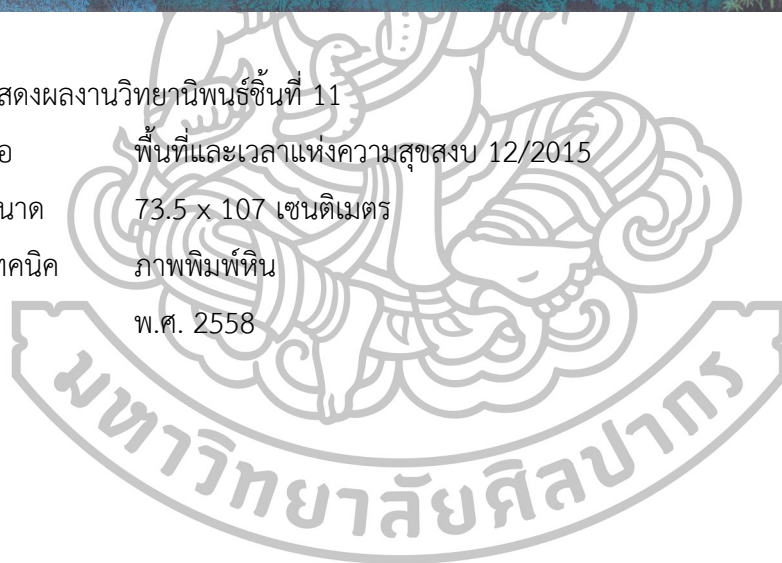 สดงผลงานวิทยานิพนธ์ชิ้นที่ 11
อ พื้นที่และเวลาแห่งความสุขสงบ 12/2015
นาด 73.5 x 107 เซนติเมตร
ทคนิค ภาพพิมพ์หิน
พ.ศ. 2558
มหาวิทยาลัยศิลปากร